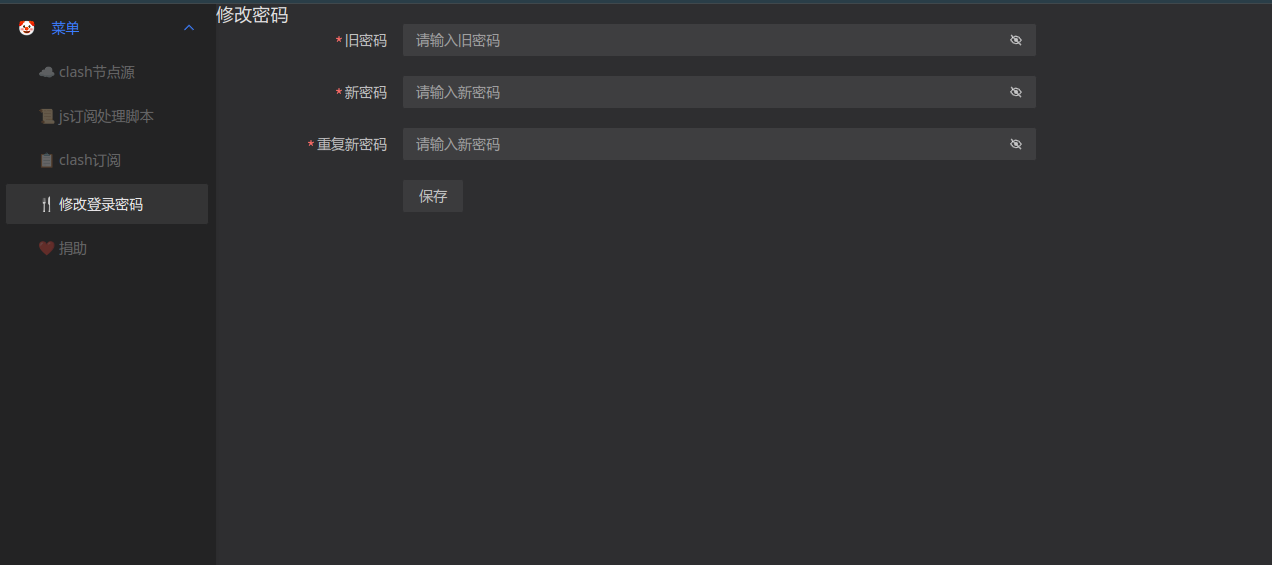 菜单
clash节点源
js订阅处理脚本
clash订阅
修改登录密码
捐助
修改密码
*旧密码 请输入旧密码
*新密码 请输入新密码
*重复新密码 请输入新密码
保存